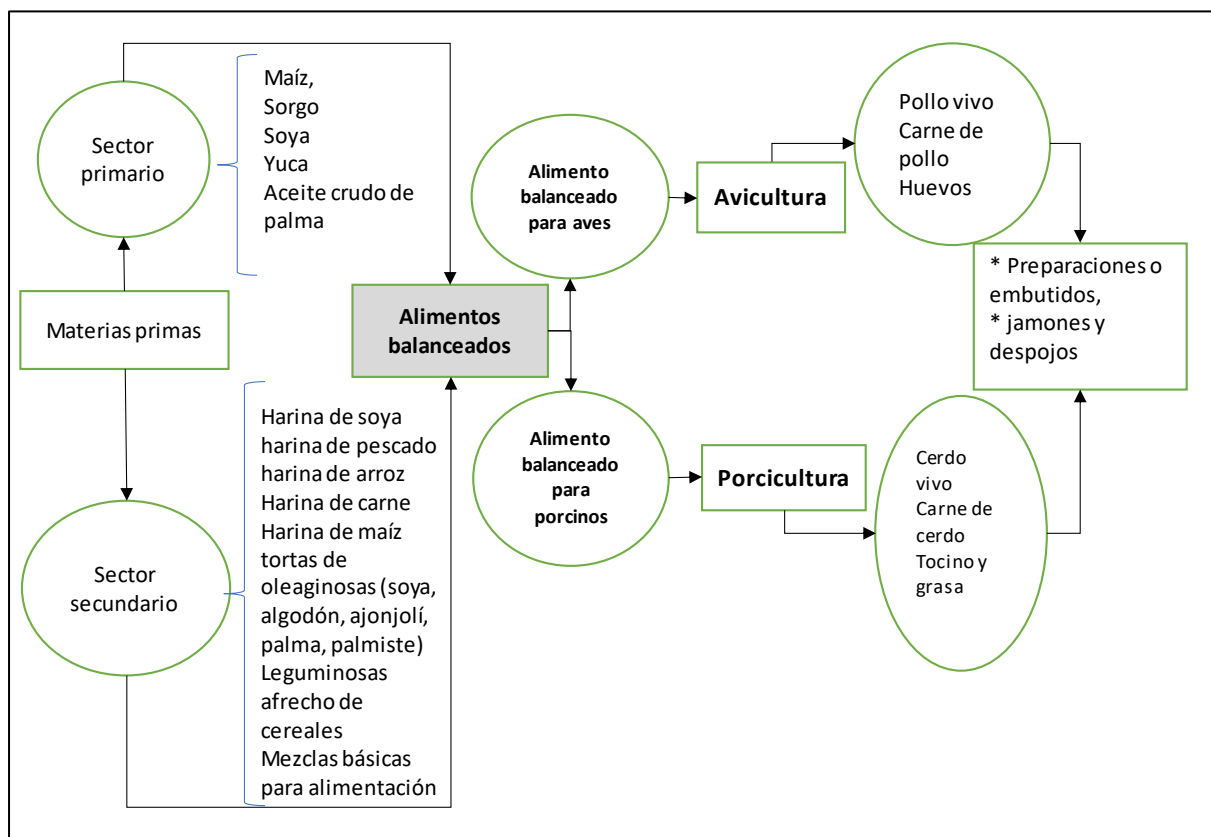 Materias primas
Sector
primario
Maíz,
Sorgo
Soya
Yuca
Aceite crudo de
palma
Sector
secundario
Harina de soya
harina de pescado
harina de arroz
Harina de carne
Harina de maíz
tortas de
oleaginosas (soya,
algodón, ajonjolí,
palma, palmiste)
Leguminosas
afrecho de
cereales
Mezclas básicas
para alimentación
Alimentos
balanceados
Alimento
balanceado
para aves
Avicultura
Pollo vivo
Carne de
pollo
Huevos
Alimento
balanceado
para
porcinos
Porcicultura
Cerdo
vivo
Carne de
cerdo
Tocino y
grasa
* Preparaciones o
embutidos,
* jamones y
despojos